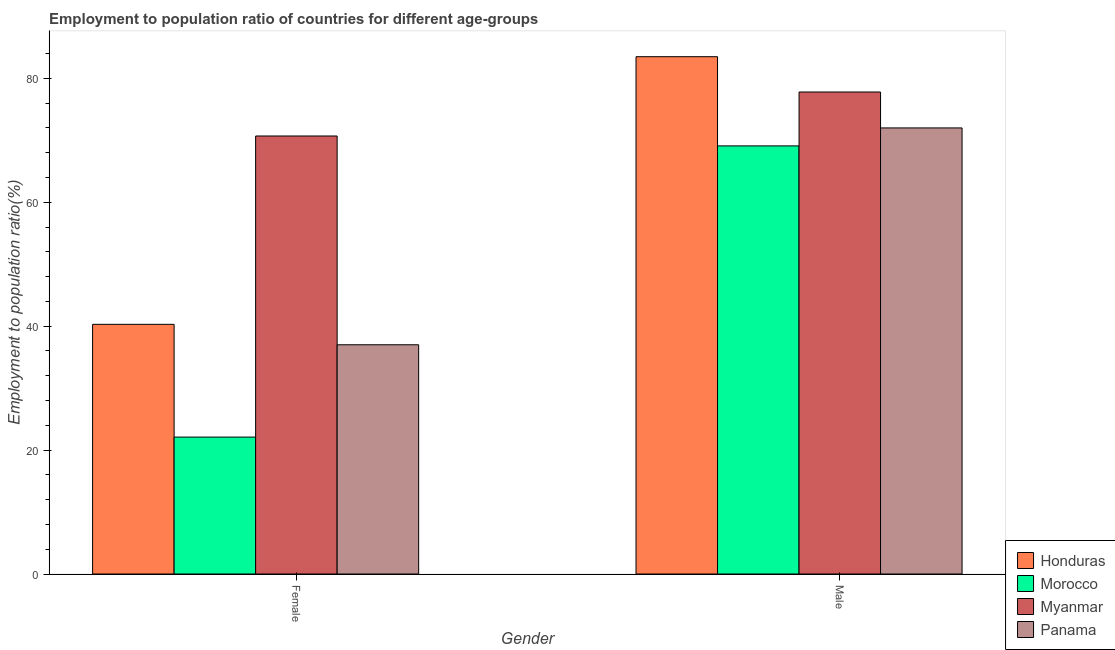 Employment to population ratio of countries for different age-groups
Employment to population ratio(%)
80
60
40
20
0
Female
Male
Gender
Honduras
Morocco
Myanmar
Panama